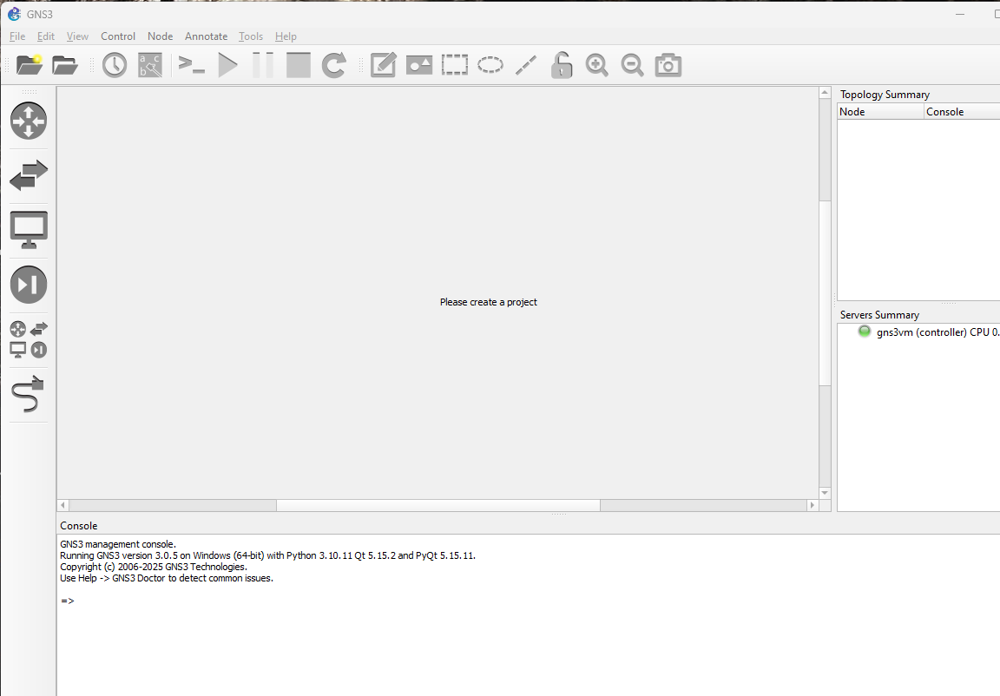 GNS3
File Edit View Control Node Annotate Tools Help
a c
b
>_
Topology Summary
Node Console
Please create a project
Servers Summary
gns3vm (controller) CPU 0.
Console
GNS3 management console.
Running GNS3 version 3.0.5 on Windows (64-bit) with Python 3.10.11 Qt 5.15.2 and PyQt 5.15.11.
Copyright (c) 2006-2025 GNS3 Technologies.
Use Help -> GNS3 Doctor to detect common issues.
=>